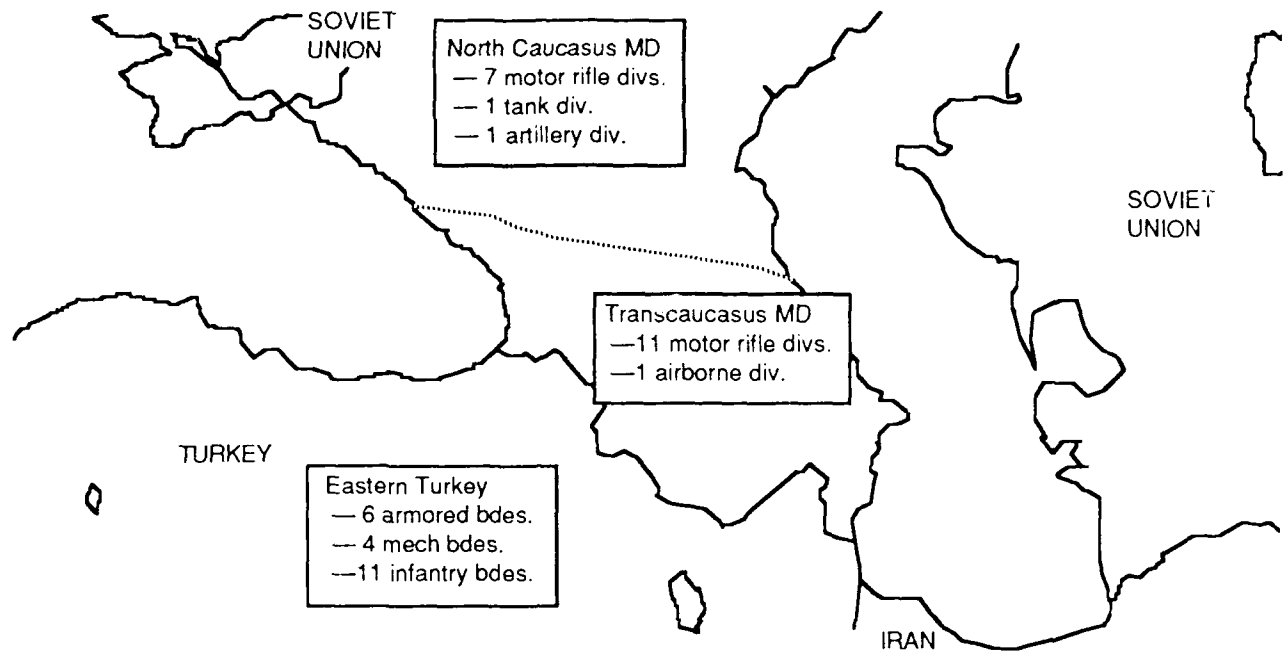 SOVIET
UNION
North Caucasus MD
— 7 motor rifle divs.
— 1 tank div.
— 1 artillery div.
SOVIET
UNION
Transcaucasus MD
—11 motor rifle divs.
—1 airborne div.
TURKEY
Eastern Turkey
— 6 armored bdes.
— 4 mech bdes.
—11 infantry bdes.
IRAN